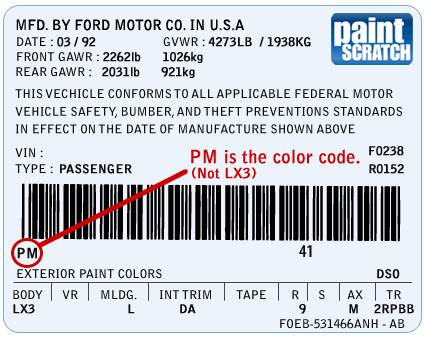 MFD. BY FORD MOTOR CO. IN U.S.A
paint
SCRATCH
DATE : 03 / 92 GVWR : 4273LB / 1938KG
FRONT GAWR : 2262lb 1026kg
REAR GAWR : 2031lb 921kg
THIS VECHICLE CONFORMS TO ALL APPLICABLE FEDERAL MOTOR
VEHICLE SAFETY, BUMBER, AND THEFT PREVENTIONS STANDARDS
IN EFFECT ON THE DATE OF MANUFACTURE SHOWN ABOVE
VIN : F0238
TYPE : PASSENGER R0152
PM is the color code.
(Not LX3)
PM 41
EXTERIOR PAINT COLORS DSO
BODY VR MLDG. INT TRIM TAPE R S AX TR
LX3 L DA 9 M 2RPBB
F0EB-531466ANH - AB